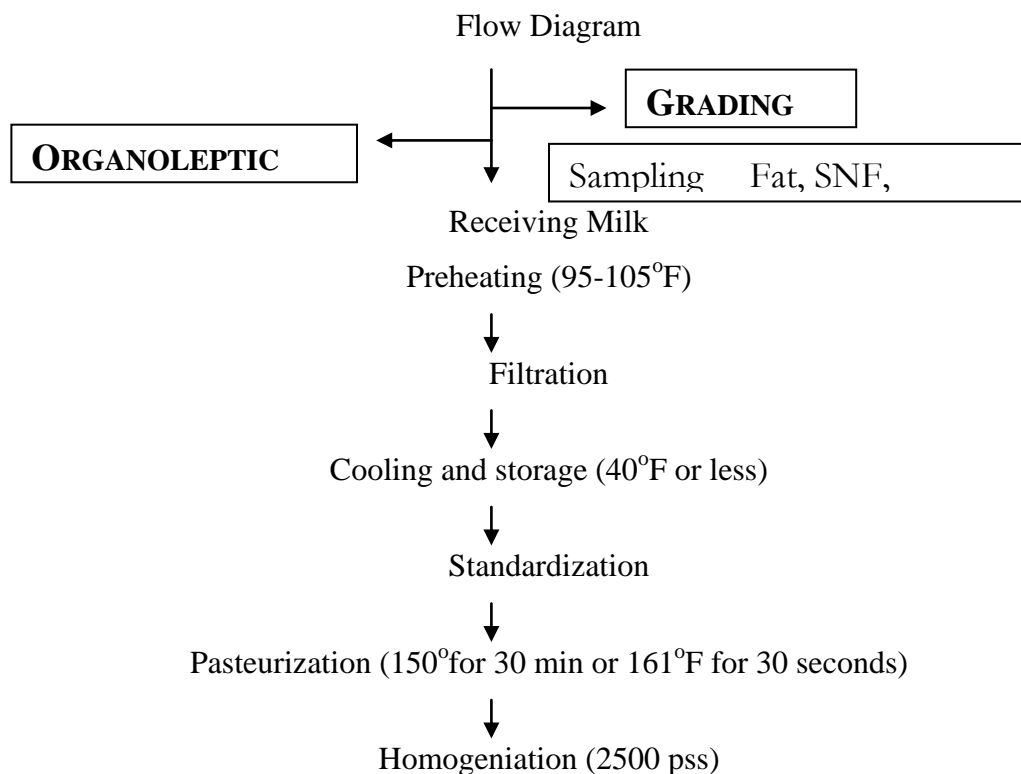 Flow Diagram
GRADING
ORGANOLEPTIC
Sampling Fat, SNF,
Receiving Milk
Preheating (95-105°F)
Filtration
Cooling and storage (40°F or less)
Standardization
Pasteurization (150°for 30 min or 161°F for 30 seconds)
Homogeniation (2500 pss)